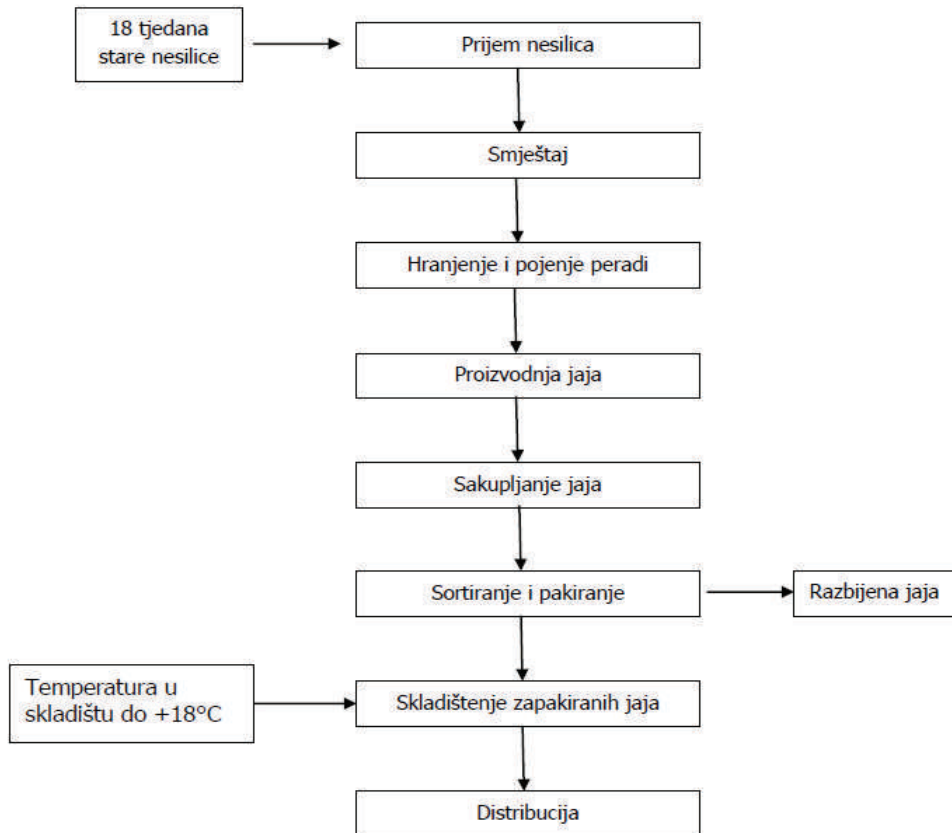 18 tjedana
stare nesilice
Prijem nesilica
Smještaj
Hranjenje i pojenje peradi
Proizvodnja jaja
Sakupljanje jaja
Sortiranje i pakiranje
Razbijena jaja
Temperatura u
skladištu do +18°C
Skladištenje zapakiranih jaja
Distribucija